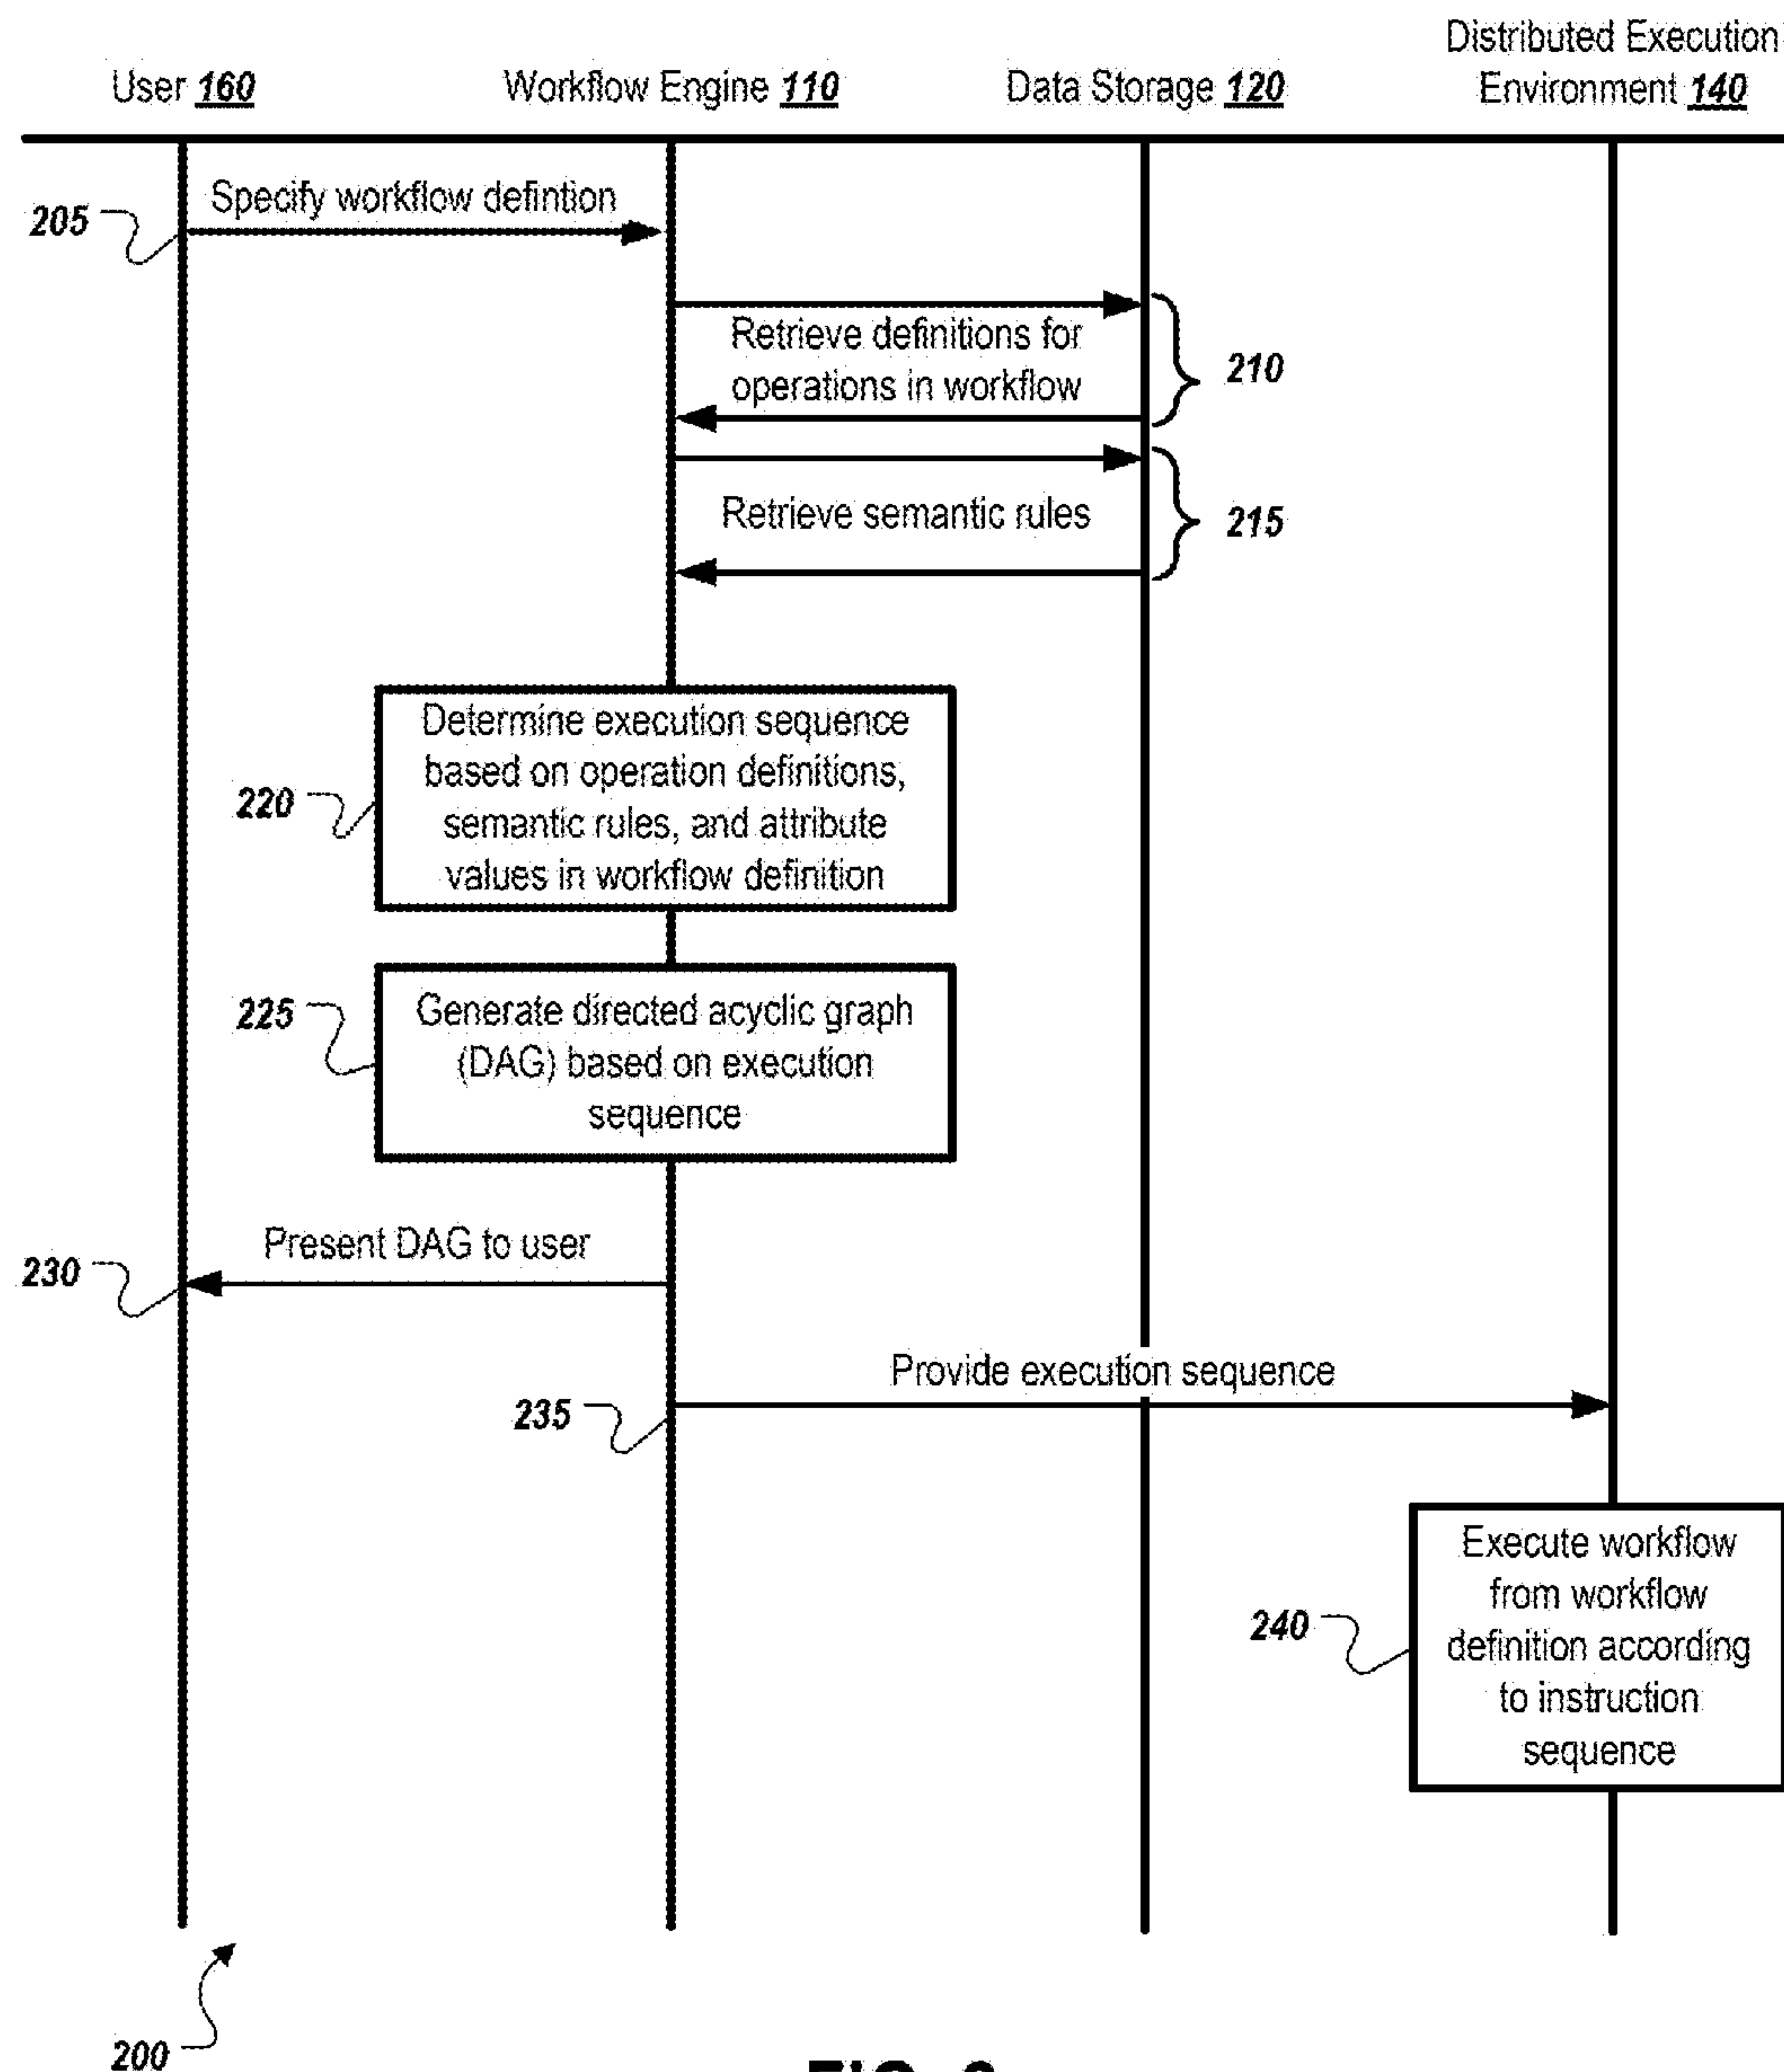 Distributed Execution
User 160 Workflow Engine 110 Data Storage 120 Environment 140
Specify workflow defintion
205
Retrieve definitions for
operations in workflow
210
Retrieve semantic rules
215
Determine execution sequence
based on operation definitions,
semantic rules, and attribute
values in workflow definition
220
Generate directed acyclic graph
(DAG) based on execution
sequence
225
Present DAG to user
230
Provide execution sequence
235
Execute workflow
from workflow
definition according
to instruction
sequence
240
200